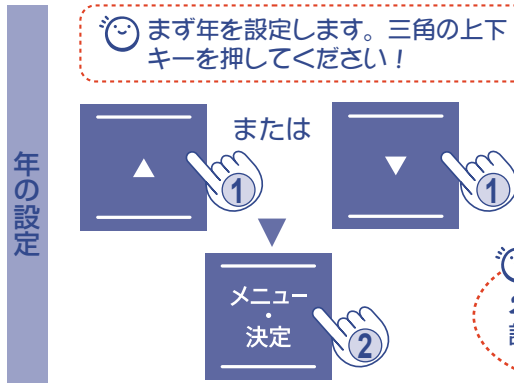 まず年を設定します。三角の上下
キーを押してください!
年の設定
▲
または
▼
1
1
▼
メニュー
・
決定
2